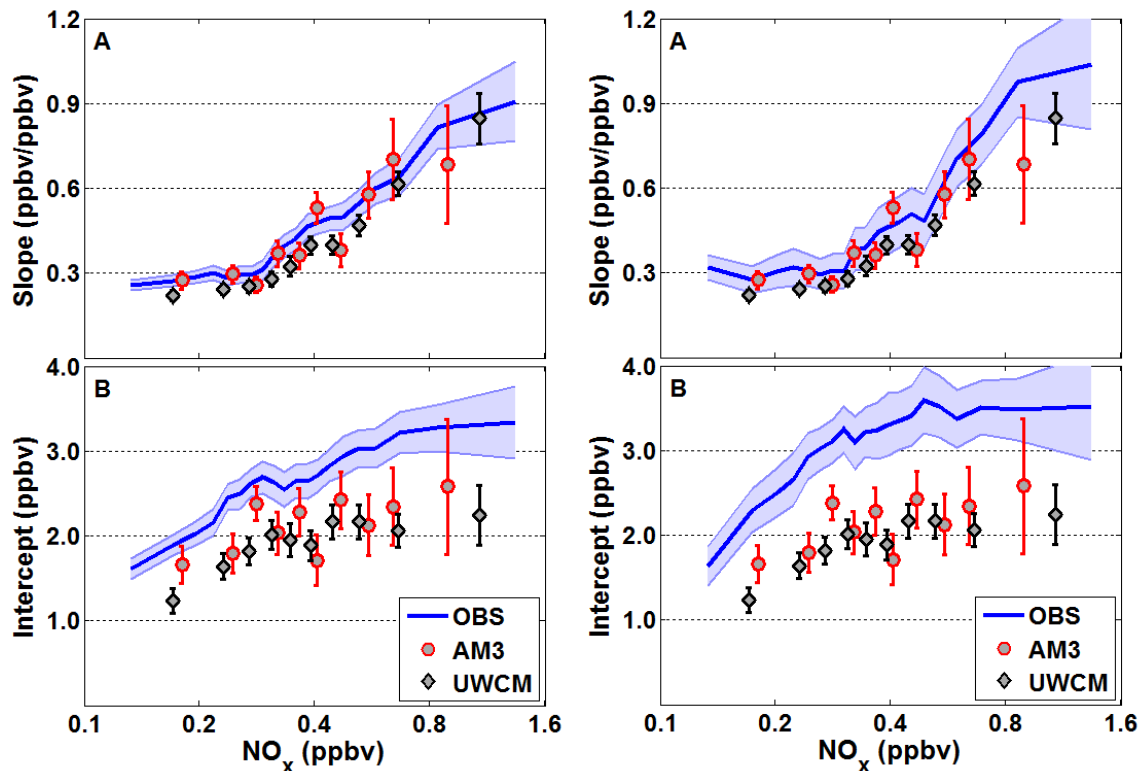 A
Slope (ppbv/ppbv)
1.2
0.9
0.6
0.3
B
Intercept (ppbv)
4.0
3.0
2.0
1.0
OBS
AM3
UWCM
0.1 0.2 0.4 0.8 1.6
NOx (ppbv)
A
Slope (ppbv/ppbv)
1.2
0.9
0.6
0.3
B
Intercept (ppbv)
4.0
3.0
2.0
1.0
OBS
AM3
UWCM
0.1 0.2 0.4 0.8 1.6
NOx (ppbv)